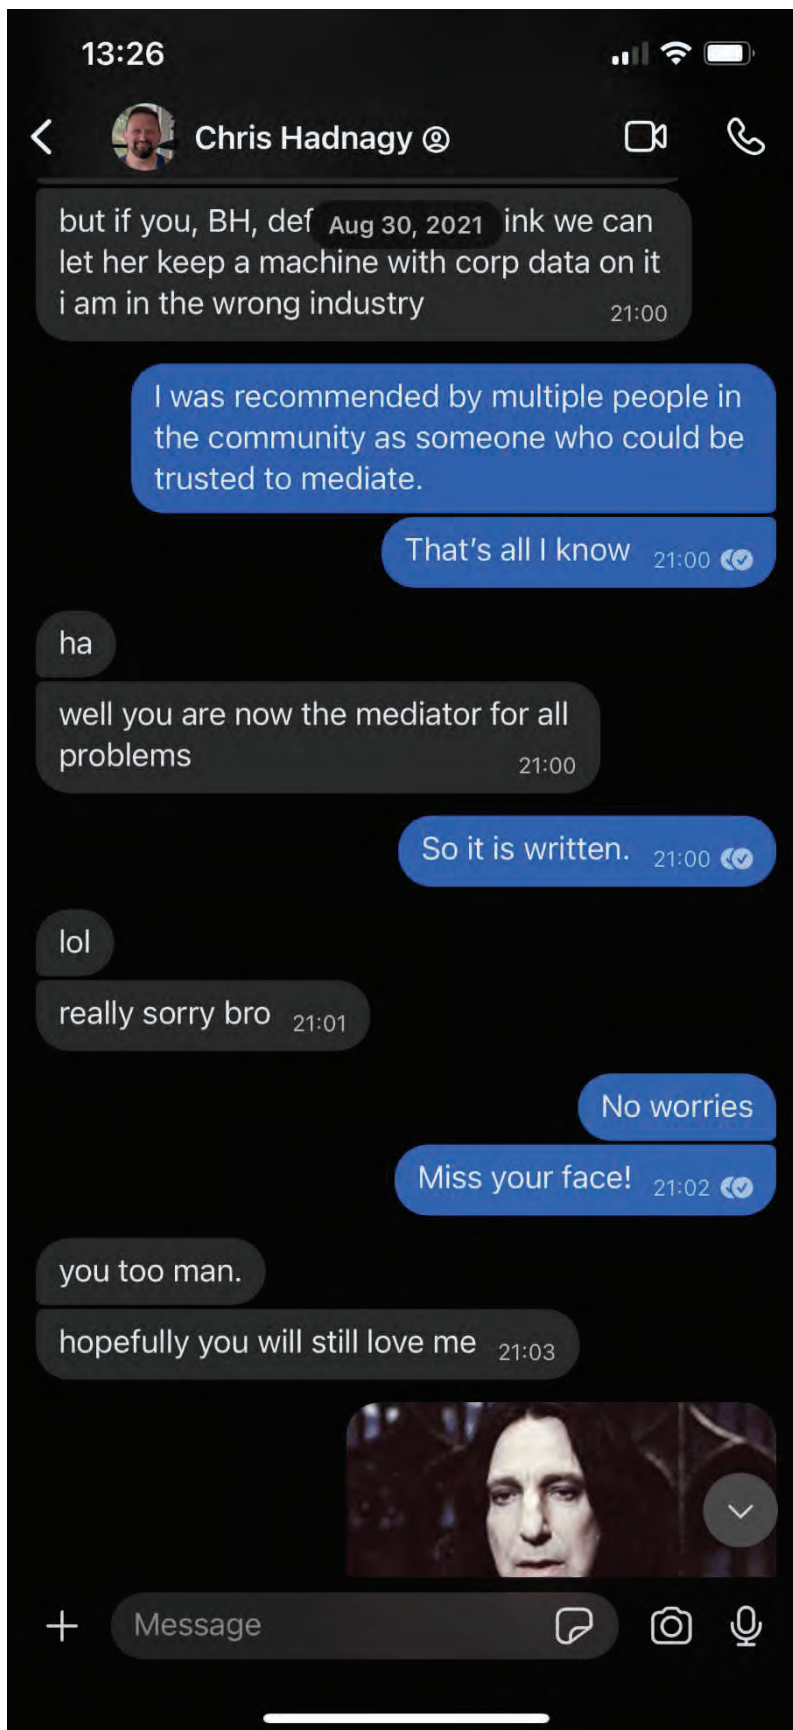 13:26
Chris Hadnagy
but if you, BH, def Aug 30, 2021 ink we can
let her keep a machine with corp data on it
i am in the wrong industry
21:00
I was recommended by multiple people in
the community as someone who could be
trusted to mediate.
That's all I know 21:00
ha
well you are now the mediator for all
problems 21:00
So it is written. 21:00
lol
really sorry bro 21:01
No worries
Miss your face! 21:02
you too man.
hopefully you will still love me 21:03
Message